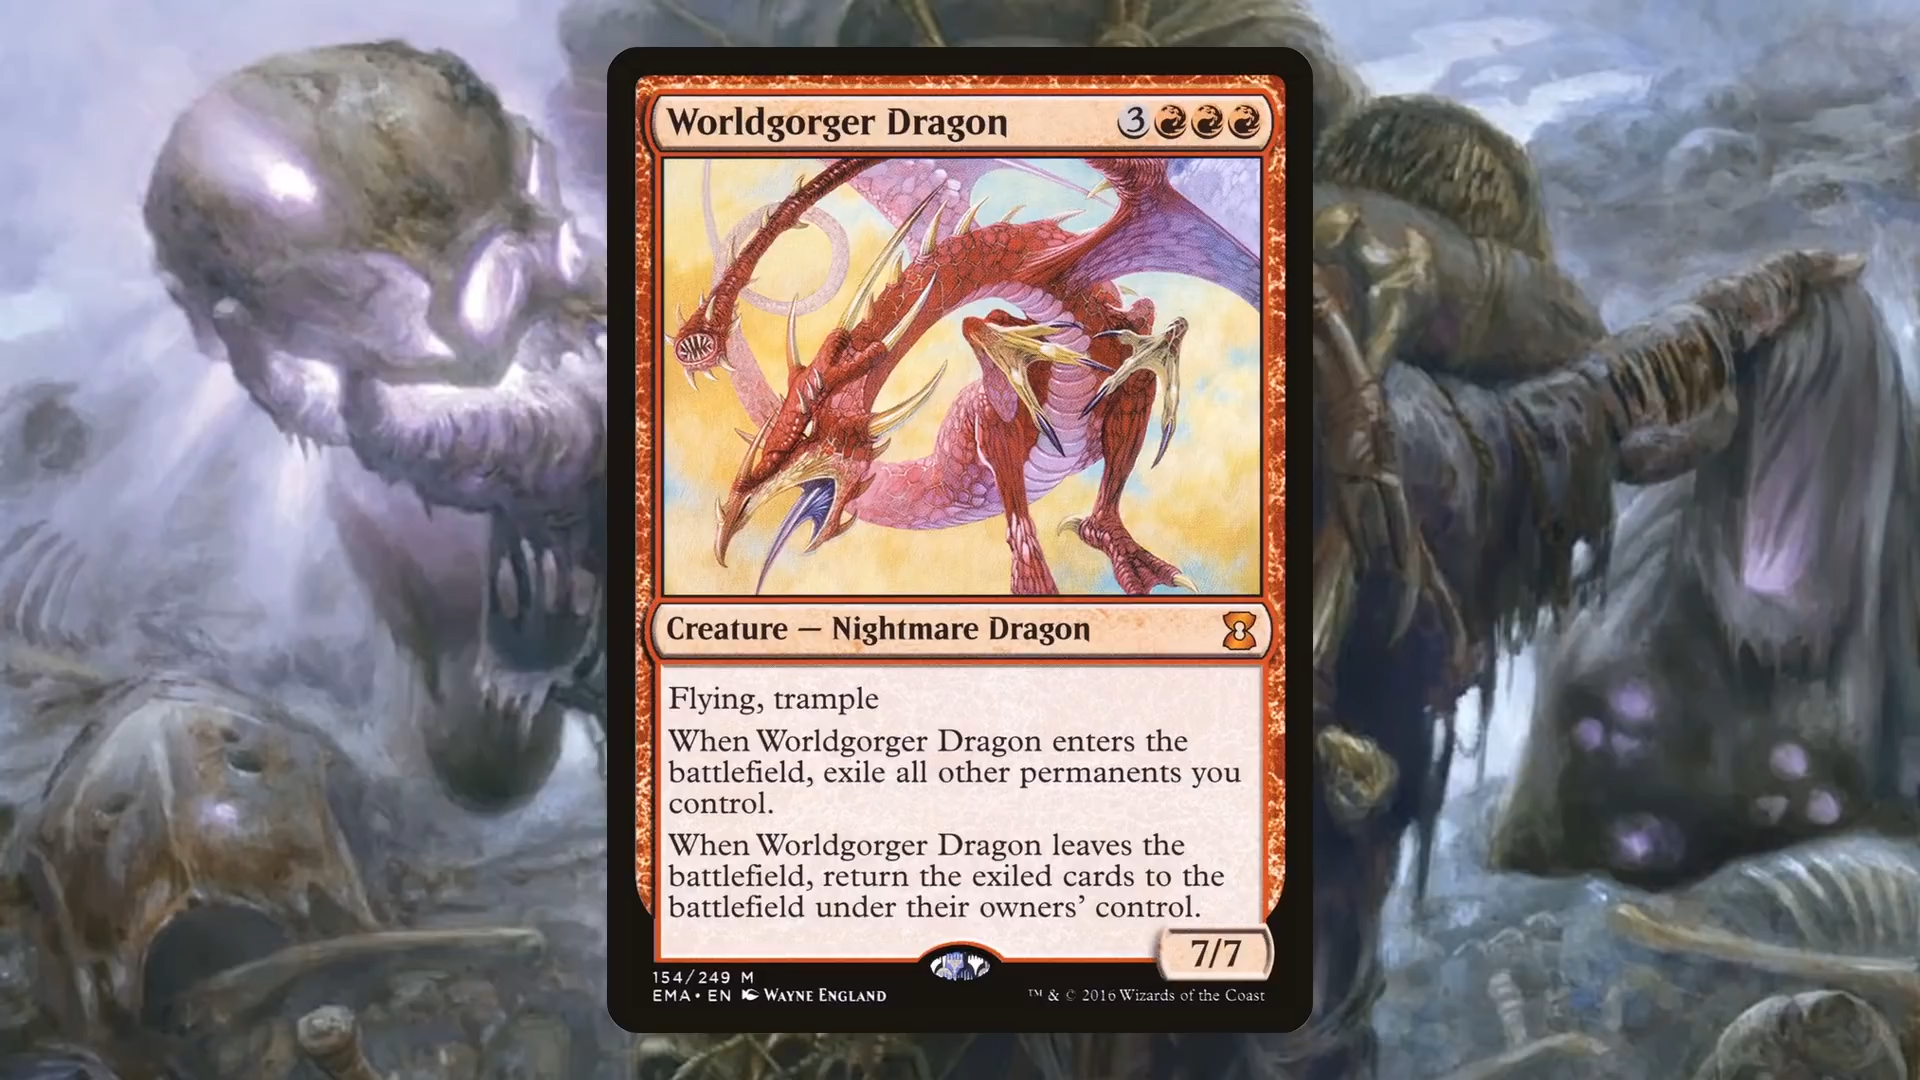 Worldgorger Dragon 3
Creature — Nightmare Dragon
Flying, trample
When Worldgorger Dragon enters the
battlefield, exile all other permanents you
control.
When Worldgorger Dragon leaves the
battlefield, return the exiled cards to the
battlefield under their owners’ control.
7/7
154/249 M
EMA • EN Wayne England
™ & © 2016 Wizards of the Coast